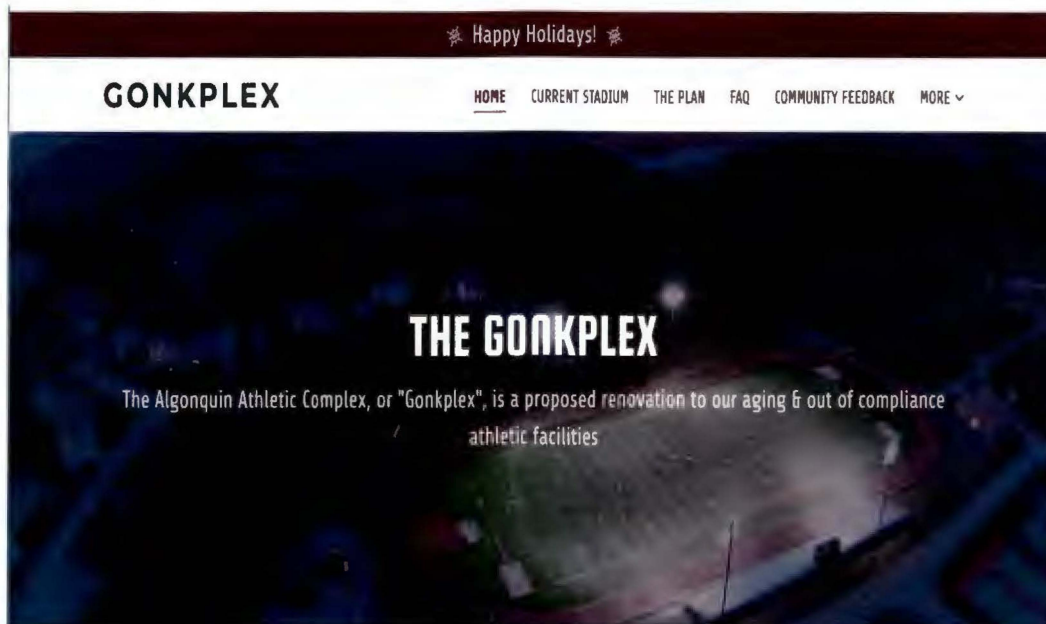 Happy Holidays!
GONKPLEX
HOME CURRENT STADIUM THE PLAN FAQ COMMUNITY FEEDBACK MORE
THE GONKPLEX
The Algonquin Athletic Complex, or "Gonkplex", is a proposed renovation to our aging & out of compliance
athletic facilities